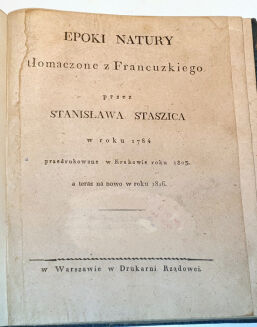 EPOKI NATURY
tłomaczone z Francuzkiego
przez
STANISŁAWA STASZICA
w roku 1784
przedrukowane w Krakowie roku 1803.
a teraz na nowo w roku 1816.
w Warszawie w Drukarni Rządowei.